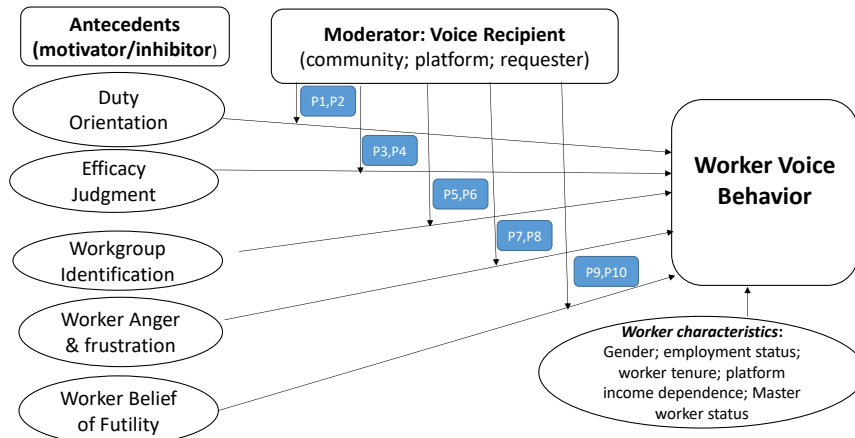 Antecedents
(motivator/inhibitor)
Moderator: Voice Recipient
(community; platform; requester)
Duty
Orientation
P1,P2
Efficacy
Judgment
P3,P4
Workgroup
Identification
P5,P6
Worker Anger
& frustration
P7,P8
Worker Belief
of Futility
P9,P10
Worker Voice
Behavior
Worker characteristics:
Gender; employment status;
worker tenure; platform
income dependence; Master
worker status